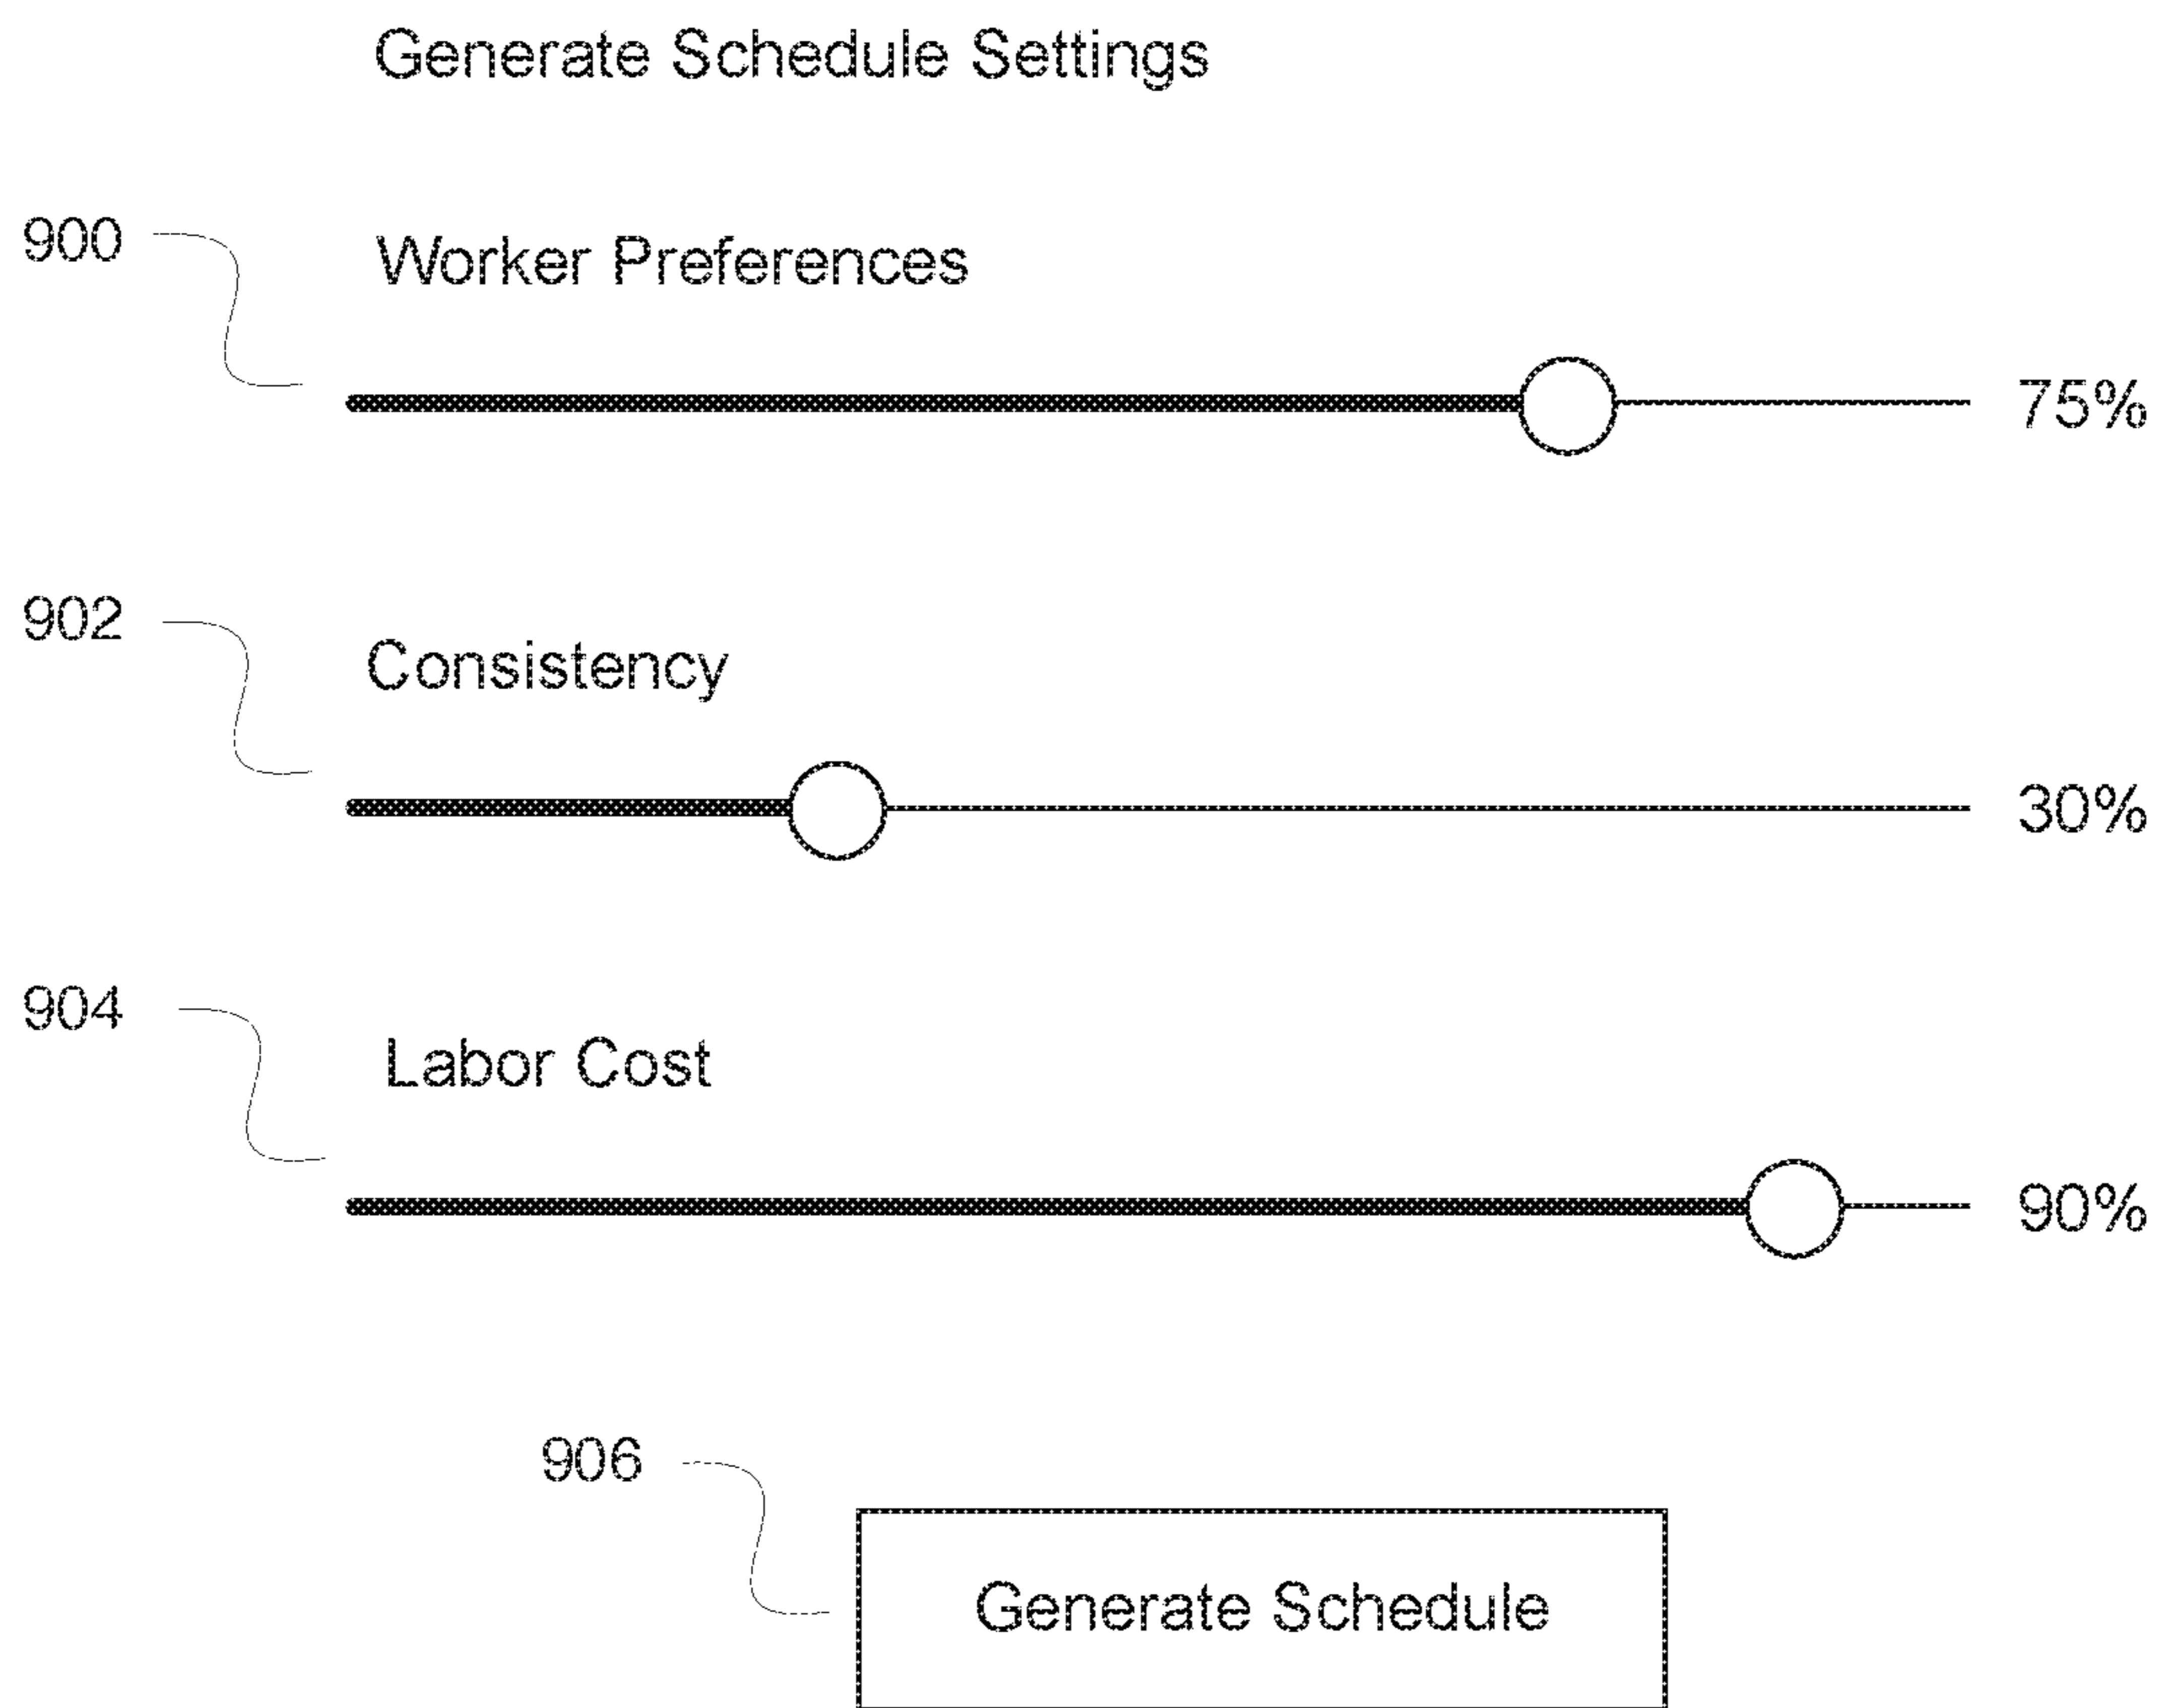 Generate Schedule Settings
900
Worker Preferences
75%
902
Consistency
30%
904
Labor Cost
90%
906
Generate Schedule